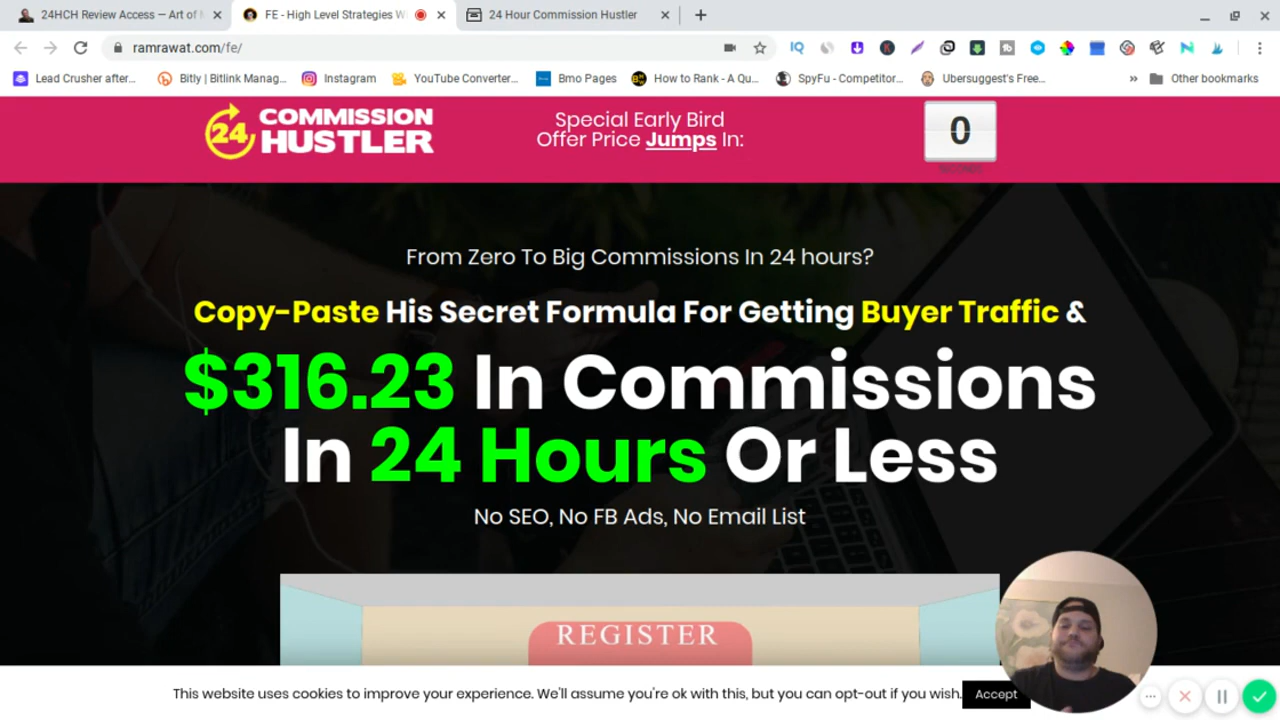 24HCH Review Access — Art of
FE - High Level Strategies W
24 Hour Commission Hustler
ramrawat.com/fe/
Lead Crusher after...
Bitly | Bitlink Manag...
Instagram
YouTube Converter...
Bmo Pages
How to Rank - A Qu...
SpyFu - Competitor...
Ubersuggest's Free...
» Other bookmarks
24 COMMISSION
HUSTLER
Special Early Bird
Offer Price Jumps In:
0
From Zero To Big Commissions In 24 hours?
Copy-Paste His Secret Formula For Getting Buyer Traffic &
$316.23 In Commissions
In 24 Hours Or Less
No SEO, No FB Ads, No Email List
REGISTER
This website uses cookies to improve your experience. We'll assume you're ok with this, but you can opt-out if you wish. Accept